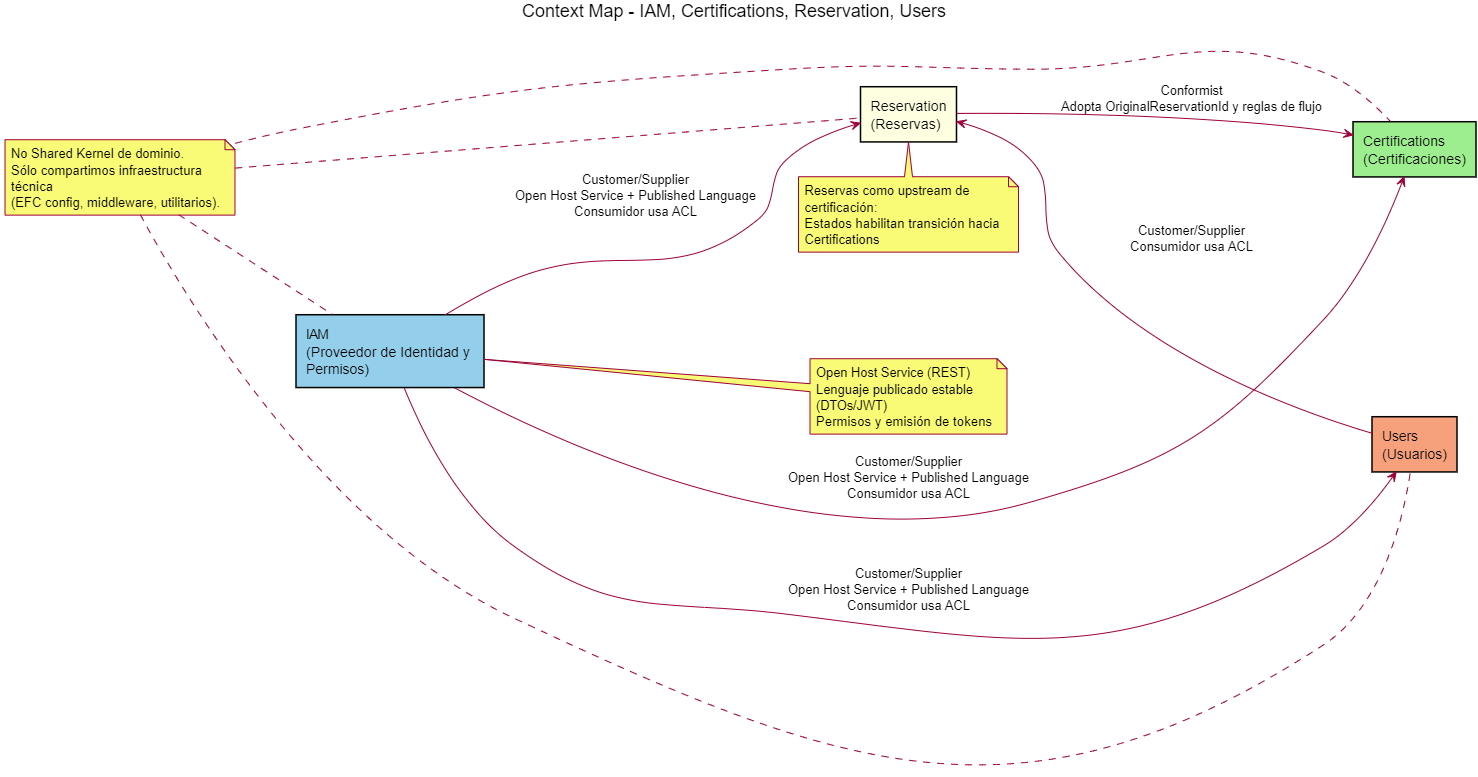 Context Map - IAM, Certifications, Reservation, Users
Conformist
Adopta OriginalReservationId y reglas de flujo
Reservation
(Reservas)
Certifications
(Certificaciones)
No Shared Kernel de dominio.
Sólo compartimos infraestructura
técnica
(EFC config, middleware, utilitarios).
Customer/Supplier
Open Host Service + Published Language
Consumidor usa ACL
Reservas como upstream de
certificación:
Estados habilitan transición hacia
Certifications
Customer/Supplier
Consumidor usa ACL
IAM
(Proveedor de Identidad y
Permisos)
Open Host Service (REST)
Lenguaje publicado estable
(DTOs/JWT)
Permisos y emisión de tokens
Users
(Usuarios)
Customer/Supplier
Open Host Service + Published Language
Consumidor usa ACL
Customer/Supplier
Open Host Service + Published Language
Consumidor usa ACL